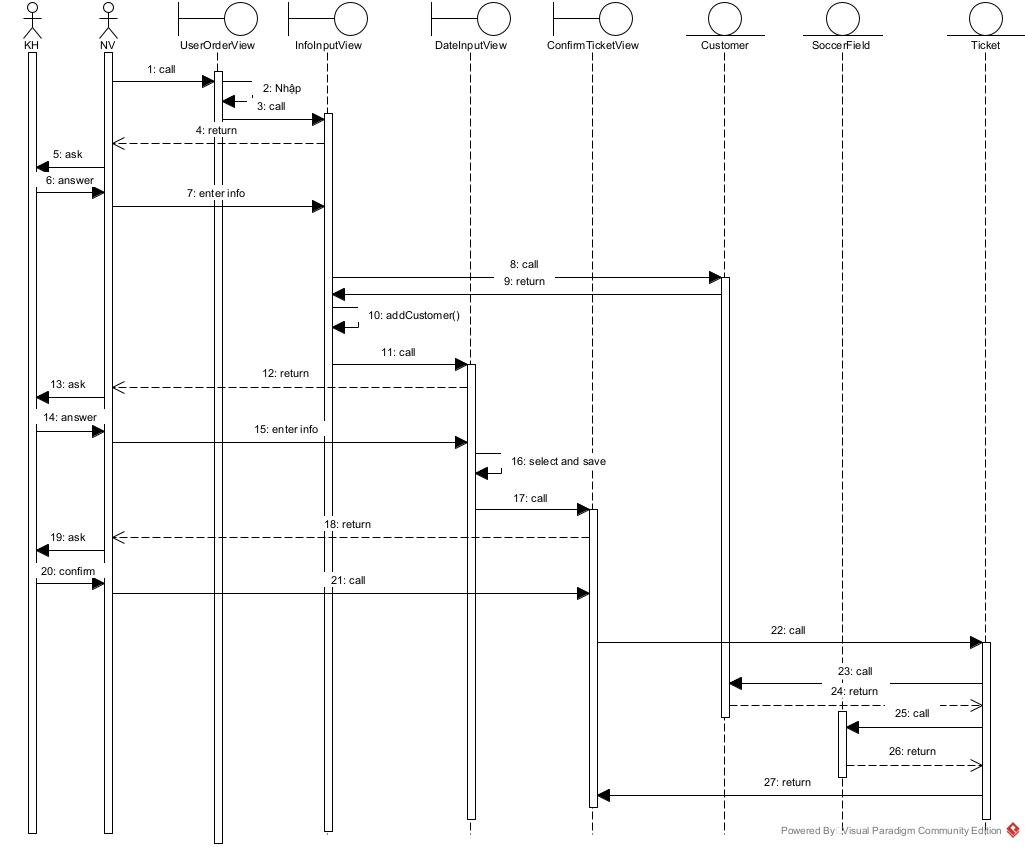 KH
NV
UserOrderView
InfoInputView
DateInputView
ConfirmTicketView
Customer
SoccerField
Ticket
1: call
2: Nhập
3: call
4: return
5: ask
6: answer
7: enter info
8: call
9: return
10: addCustomer()
11: call
12: return
13: ask
14: answer
15: enter info
16: select and save
17: call
18: return
19: ask
20: confirm
21: call
22: call
23: call
24: return
25: call
26: return
27: return
Powered By Visual Paradigm Community Edition